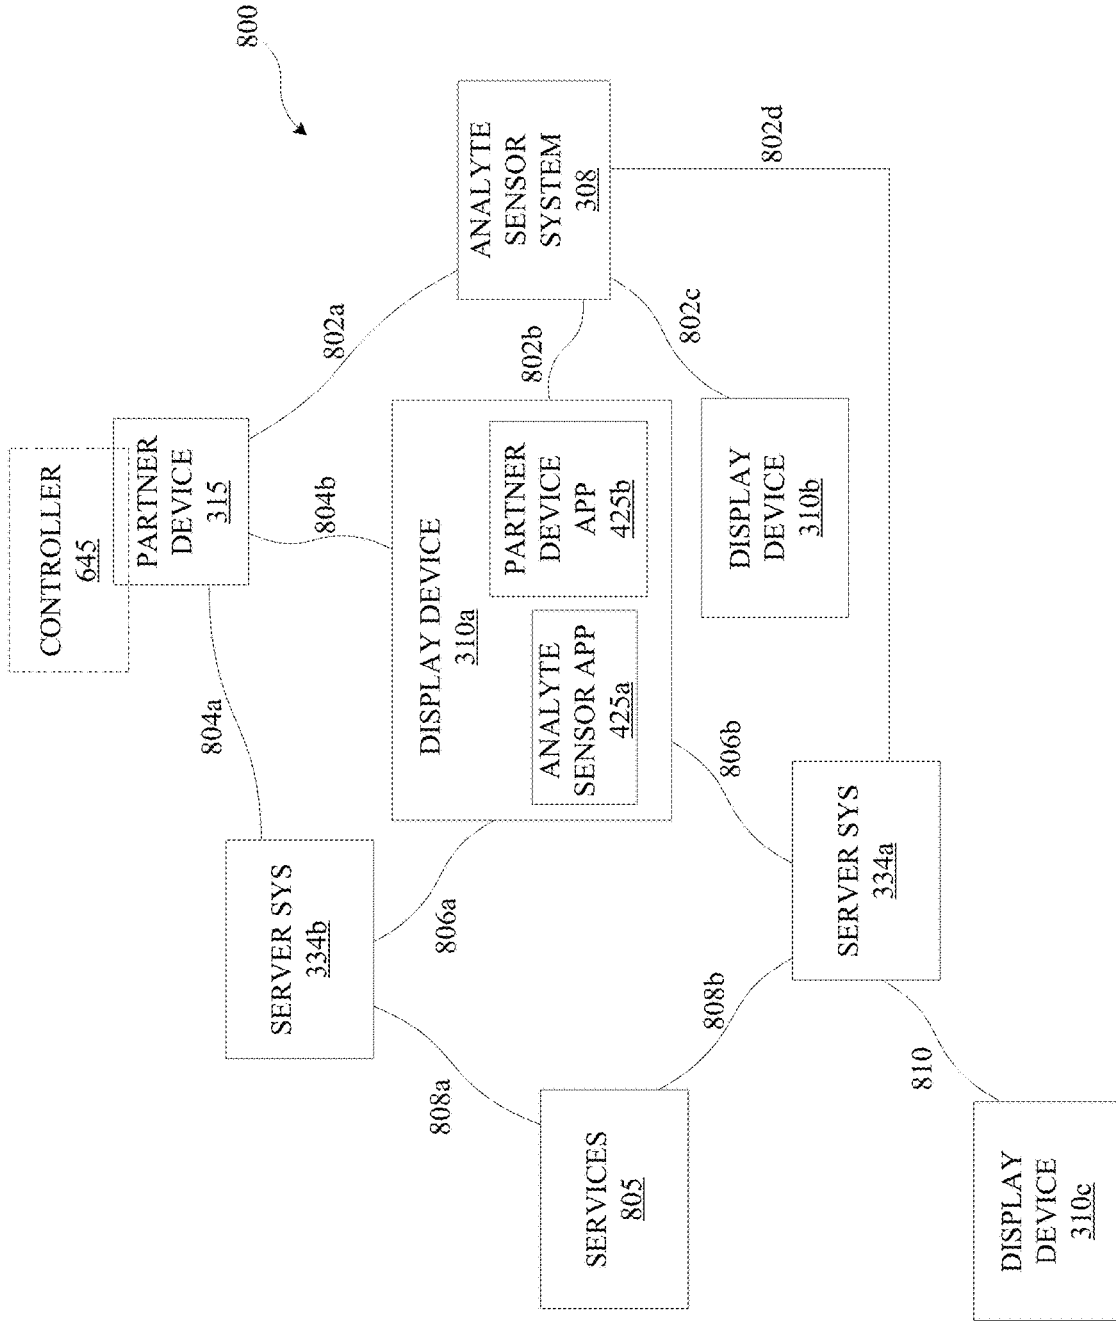 800
CONTROLLER
645
PARTNER
DEVICE
315
ANALYTE
SENSOR
SYSTEM
308
802a
802b
802c
802d
804a
804b
DISPLAY DEVICE
310a
ANALYTE
SENSOR APP
425a
PARTNER
DEVICE
APP
425b
DISPLAY
DEVICE
310b
SERVER SYS
334b
806a
806b
SERVER SYS
334a
808a
808b
SERVICES
805
810
DISPLAY
DEVICE
310c